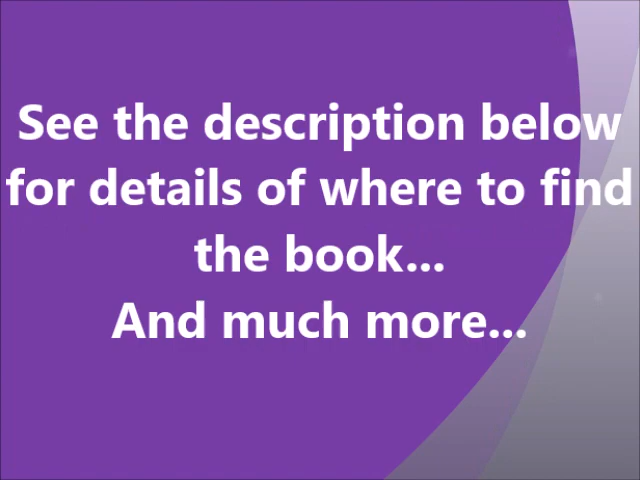 See the description below
for details of where to find
the book...
And much more...